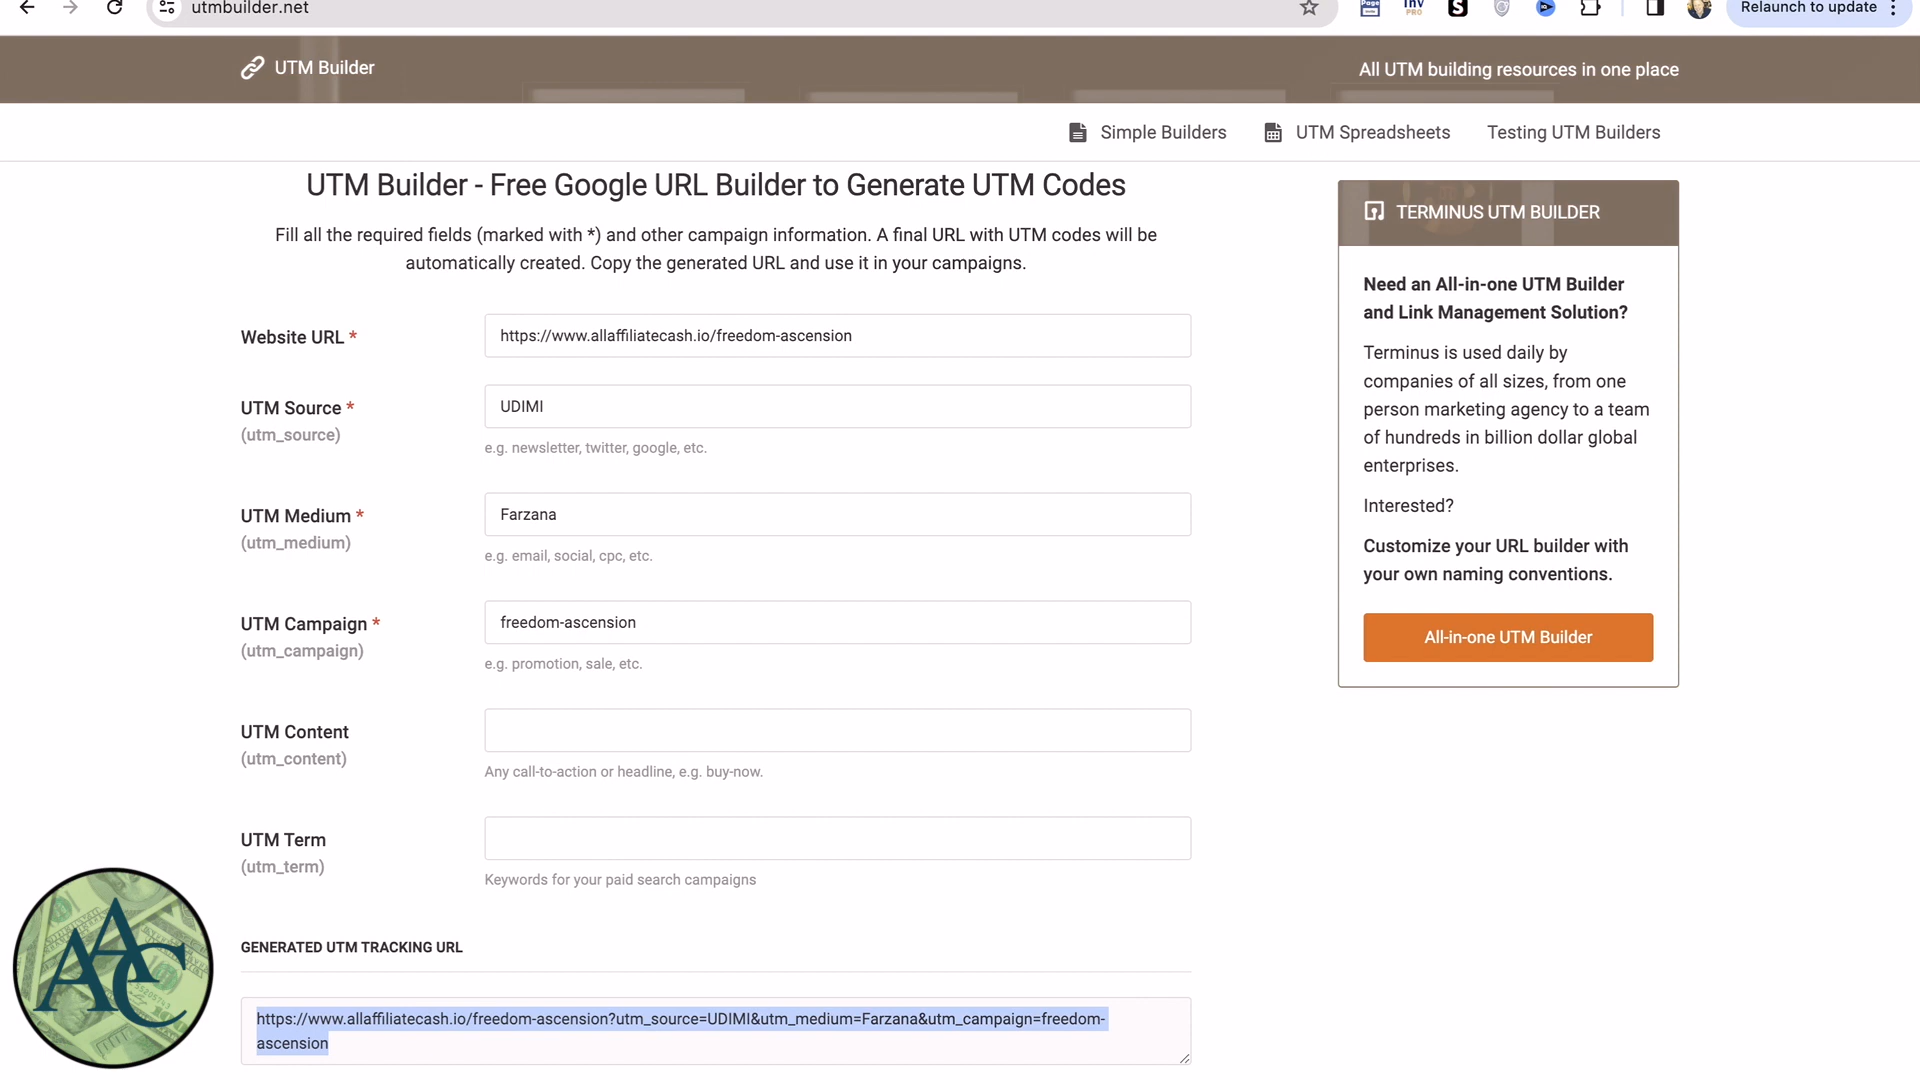 utmbuilder.net
Relaunch to update
UTM Builder
All UTM building resources in one place
Simple Builders
UTM Spreadsheets
Testing UTM Builders
UTM Builder - Free Google URL Builder to Generate UTM Codes
Fill all the required fields (marked with *) and other campaign information. A final URL with UTM codes will be
automatically created. Copy the generated URL and use it in your campaigns.
Website URL *
https://www.allaffiliatecash.io/freedom-ascension
UTM Source *
(utm_source)
UDIMI
e.g. newsletter, twitter, google, etc.
UTM Medium *
(utm_medium)
Farzana
e.g. email, social, cpc, etc.
UTM Campaign *
(utm_campaign)
freedom-ascension
e.g. promotion, sale, etc.
UTM Content
(utm_content)
Any call-to-action or headline, e.g. buy-now.
UTM Term
(utm_term)
Keywords for your paid search campaigns
GENERATED UTM TRACKING URL
https://www.allaffiliatecash.io/freedom-ascension?utm_source=UDIMI&utm_medium=Farzana&utm_campaign=freedom-
ascension
TERMINUS UTM BUILDER
Need an All-in-one UTM Builder
and Link Management Solution?
Terminus is used daily by
companies of all sizes, from one
person marketing agency to a team
of hundreds in billion dollar global
enterprises.
Interested?
Customize your URL builder with
your own naming conventions.
All-in-one UTM Builder
AAC